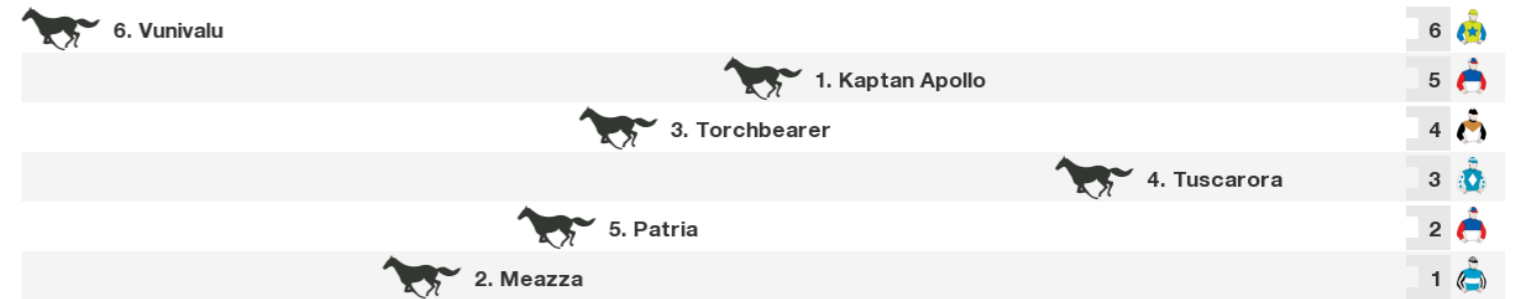 6. Vunivalu 6
1. Kaptan Apollo 5
3. Torchbearer 4
4. Tuscarora 3
5. Patria 2
2. Meazza 1